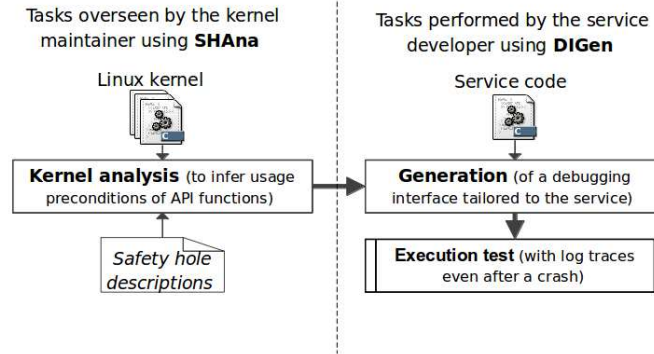 Tasks overseen by the kernel
maintainer using SHAna
Linux kernel
Kernel analysis (to infer usage
preconditions of API functions)
Safety hole
descriptions
Tasks performed by the service
developer using DIGen
Service code
Generation (of a debugging
interface tailored to the service)
Execution test (with log traces
even after a crash)